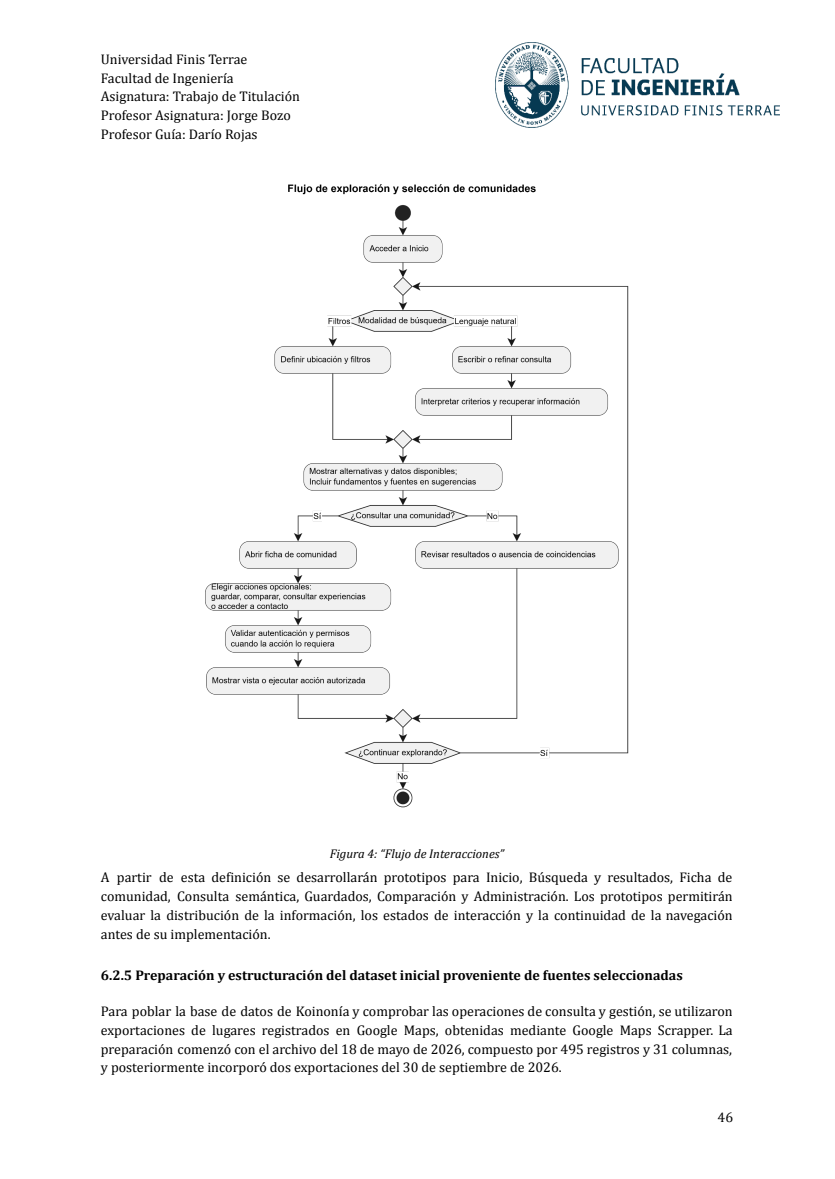 Universidad Finis Terrae
Facultad de Ingeniería
Asignatura: Trabajo de Titulación
Profesor Asignatura: Jorge Bozo
Profesor Guía: Darío Rojas
UNIVERSIDAD FINIS TERRAE
VINCE IN BONO MALUM
FACULTAD
DE INGENIERÍA
UNIVERSIDAD FINIS TERRAE
Flujo de exploración y selección de comunidades
Acceder a Inicio
Filtros
Modalidad de búsqueda
Lenguaje natural
Definir ubicación y filtros
Escribir o refinar consulta
Interpretar criterios y recuperar información
Mostrar alternativas y datos disponibles;
Incluir fundamentos y fuentes en sugerencias
Sí
¿Consultar una comunidad?
No
Abrir ficha de comunidad
Revisar resultados o ausencia de coincidencias
Elegir acciones opcionales:
guardar, comparar, consultar experiencias
o acceder a contacto
Validar autenticación y permisos
cuando la acción lo requiera
Mostrar vista o ejecutar acción autorizada
¿Continuar explorando?
Sí
No
Figura 4: “Flujo de Interacciones”
A partir de esta definición se desarrollarán prototipos para Inicio, Búsqueda y resultados, Ficha de
comunidad, Consulta semántica, Guardados, Comparación y Administración. Los prototipos permitirán
evaluar la distribución de la información, los estados de interacción y la continuidad de la navegación
antes de su implementación.
6.2.5 Preparación y estructuración del dataset inicial proveniente de fuentes seleccionadas
Para poblar la base de datos de Koinonía y comprobar las operaciones de consulta y gestión, se utilizaron
exportaciones de lugares registrados en Google Maps, obtenidas mediante Google Maps Scrapper. La
preparación comenzó con el archivo del 18 de mayo de 2026, compuesto por 495 registros y 31 columnas,
y posteriormente incorporó dos exportaciones del 30 de septiembre de 2026.
46